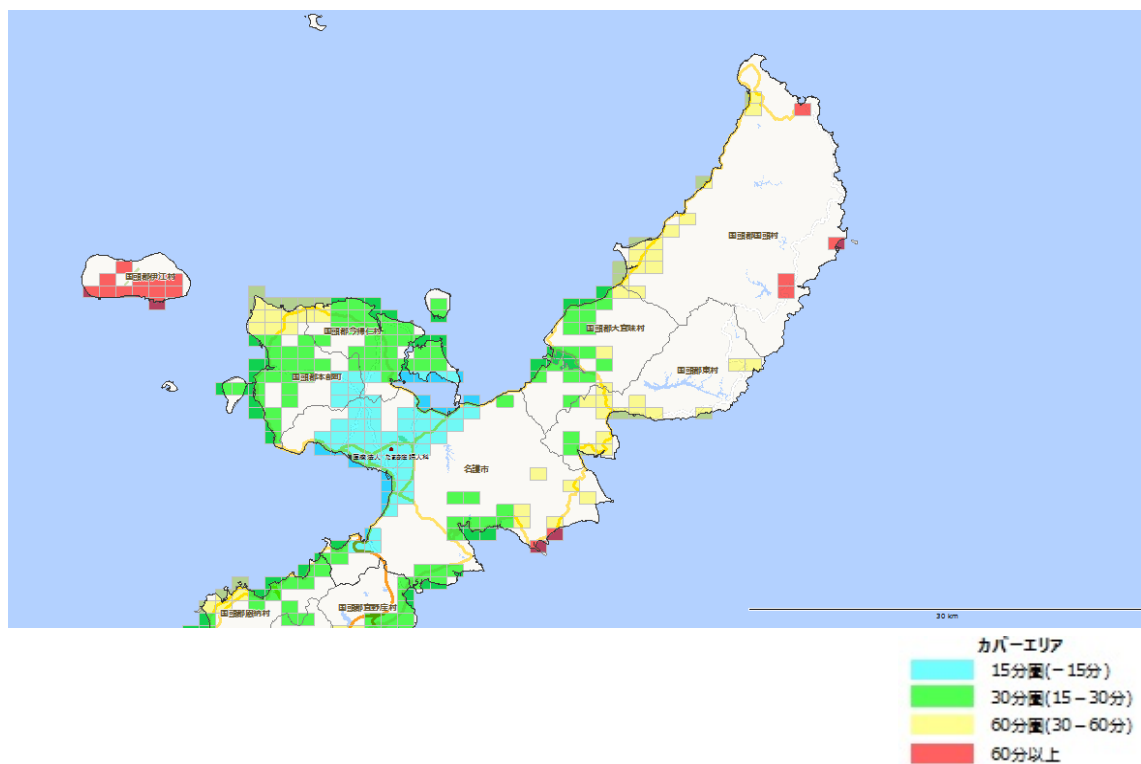 国頭郡国頭村
国頭郡伊江村
国頭郡今帰仁村
国頭郡大宜味村
国頭郡東村
国頭郡本部町
名護市
国頭郡宜野座村
国頭郡恩納村
30 km
カバーエリア
15分圏(－15分)
30分圏(15－30分)
60分圏(30－60分)
60分以上